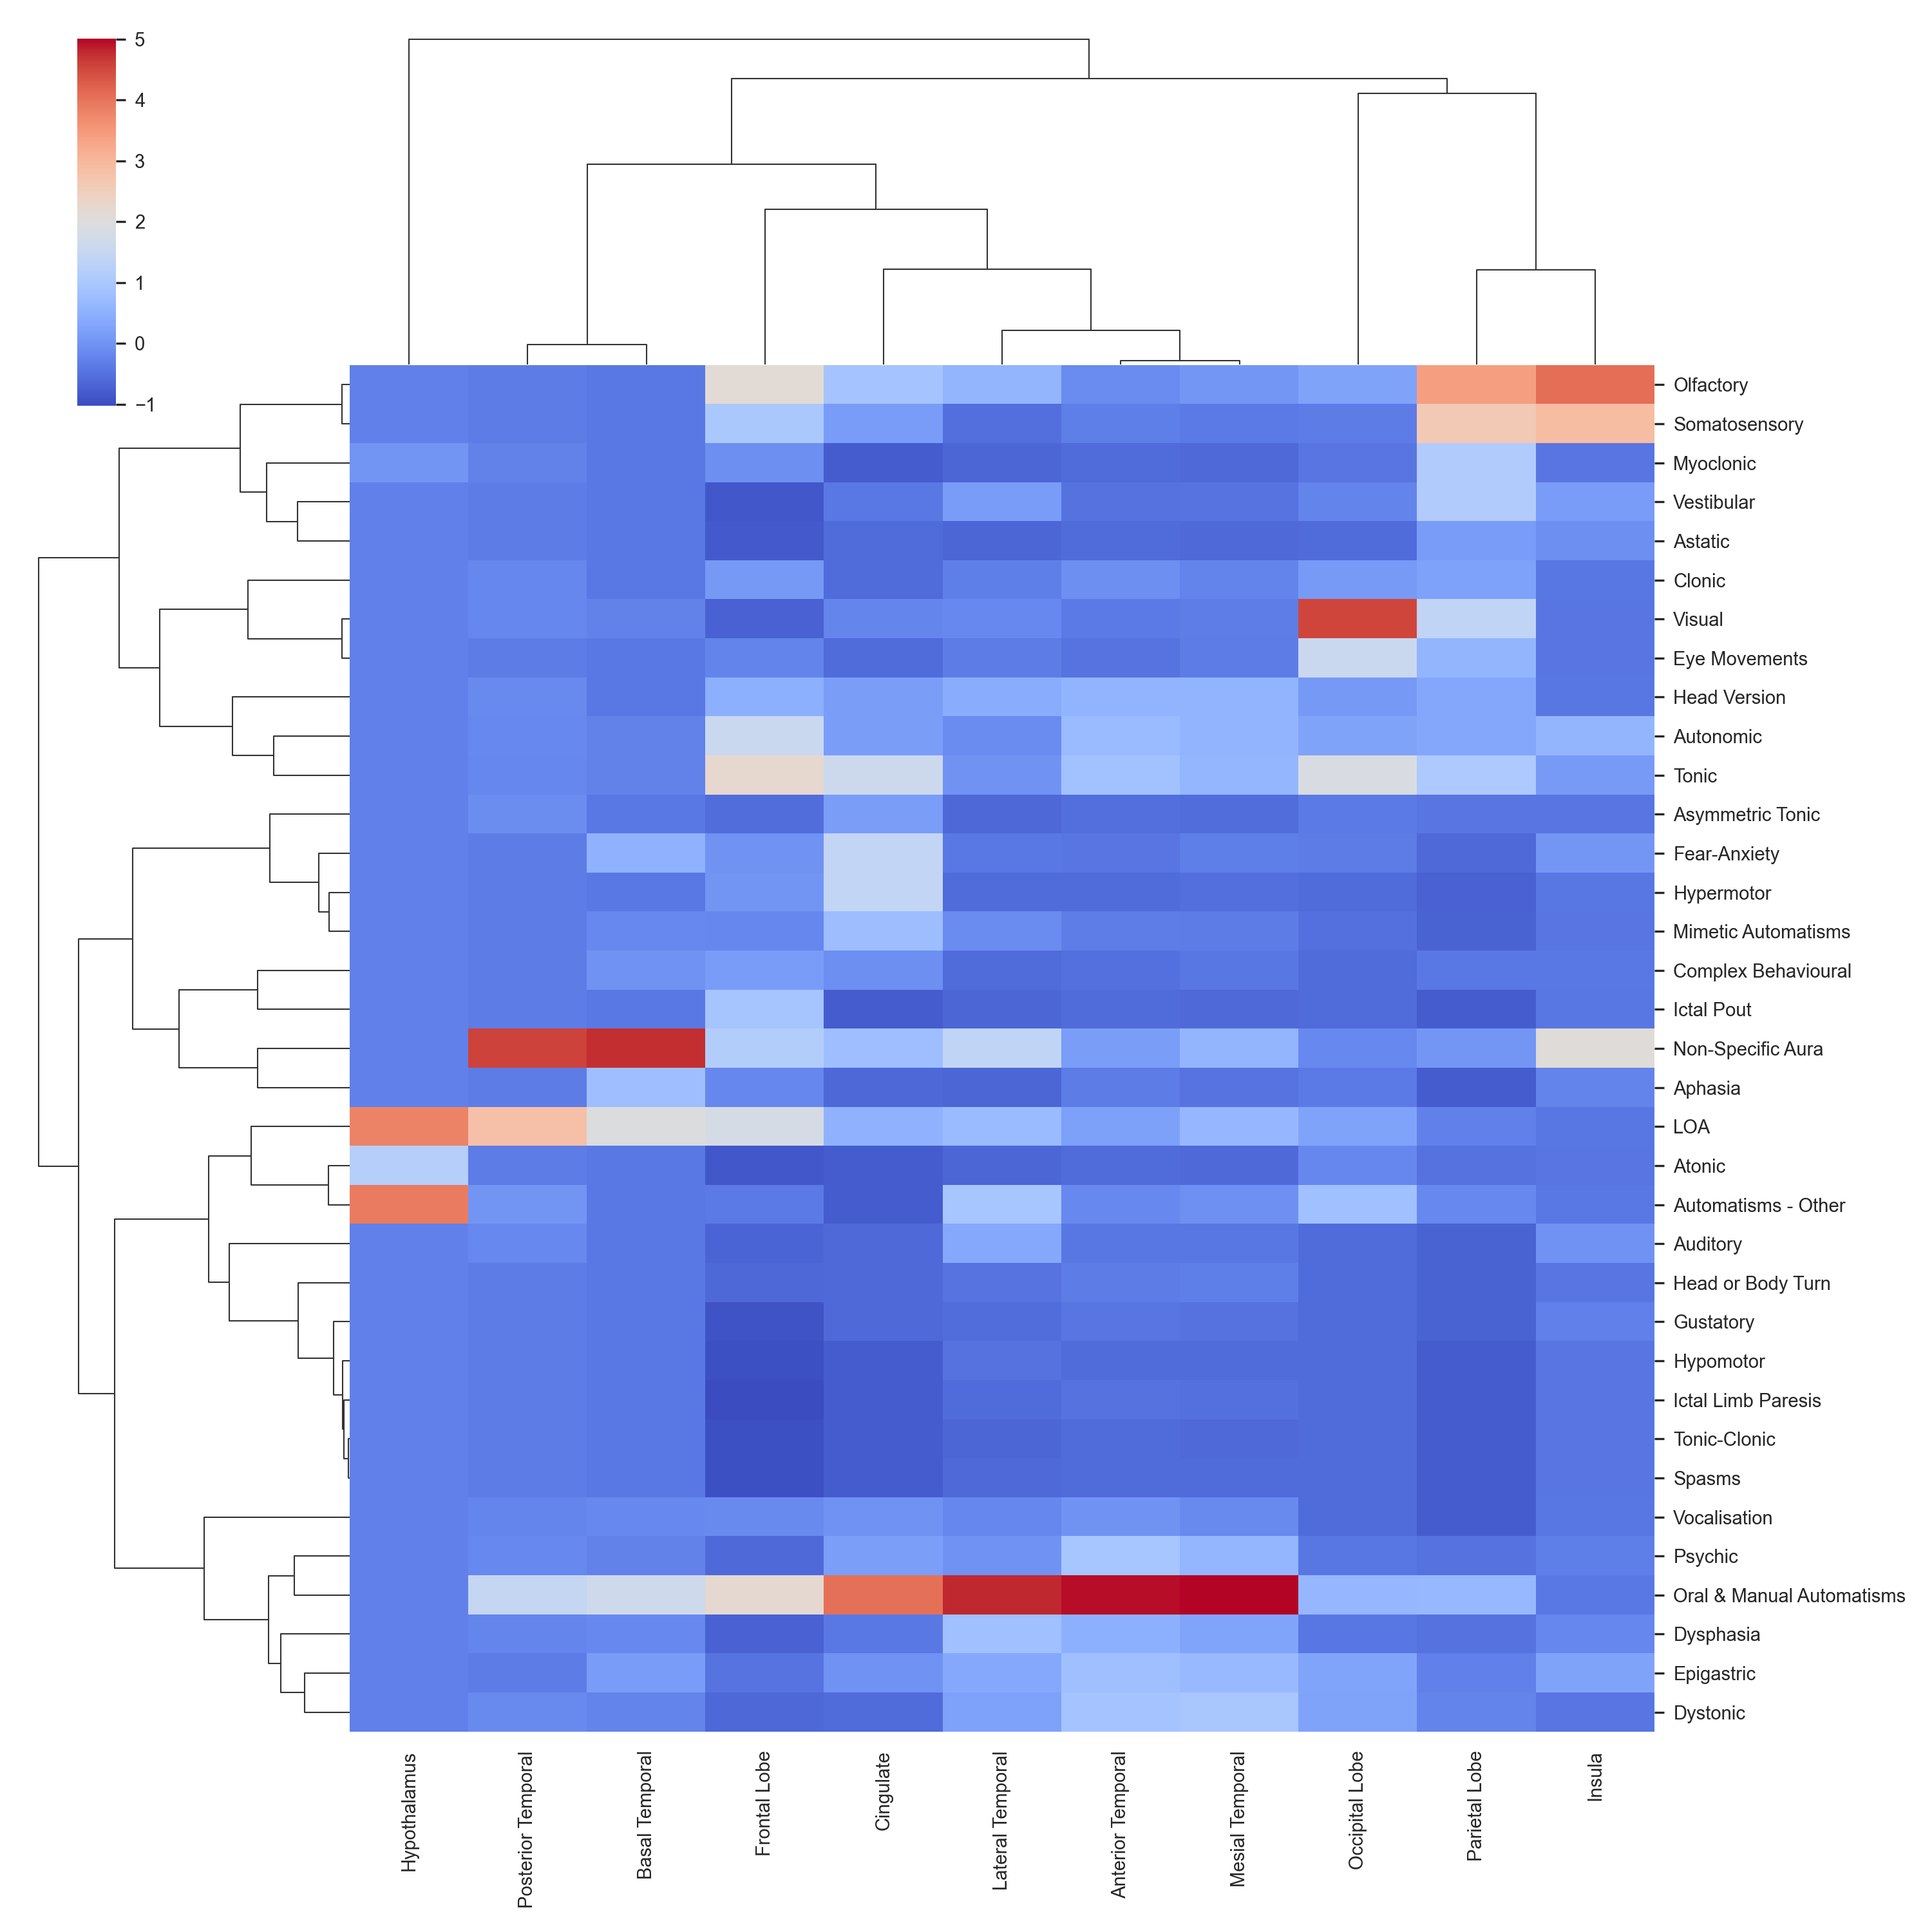 5
4
3
2
1
0
−1
Olfactory
Somatosensory
Myoclonic
Vestibular
Astatic
Clonic
Visual
Eye Movements
Head Version
Autonomic
Tonic
Asymmetric Tonic
Fear-Anxiety
Hypermotor
Mimetic Automatisms
Complex Behavioural
Ictal Pout
Non-Specific Aura
Aphasia
LOA
Atonic
Automatisms - Other
Auditory
Head or Body Turn
Gustatory
Hypomotor
Ictal Limb Paresis
Tonic-Clonic
Spasms
Vocalisation
Psychic
Oral & Manual Automatisms
Dysphasia
Epigastric
Dystonic
Hypothalamus
Posterior Temporal
Basal Temporal
Frontal Lobe
Cingulate
Lateral Temporal
Anterior Temporal
Mesial Temporal
Occipital Lobe
Parietal Lobe
Insula